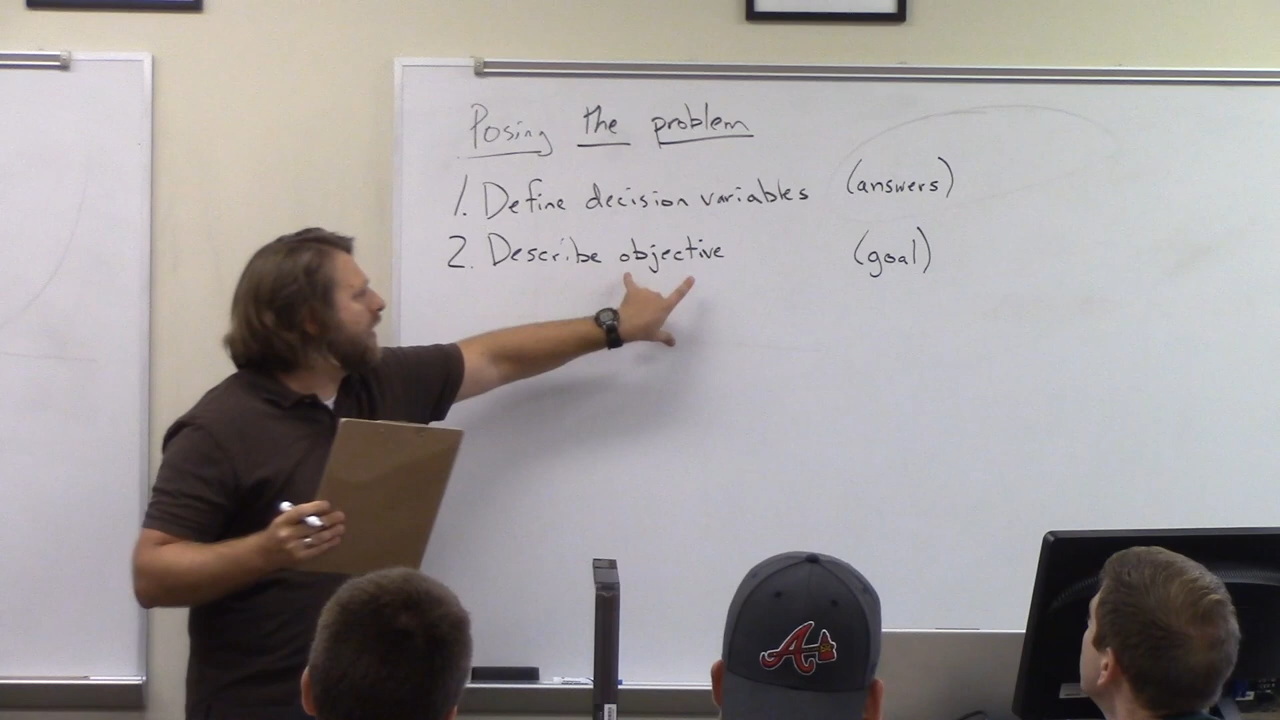 Posing the problem
1. Define decision variables (answers)
2. Describe objective (goal)
A